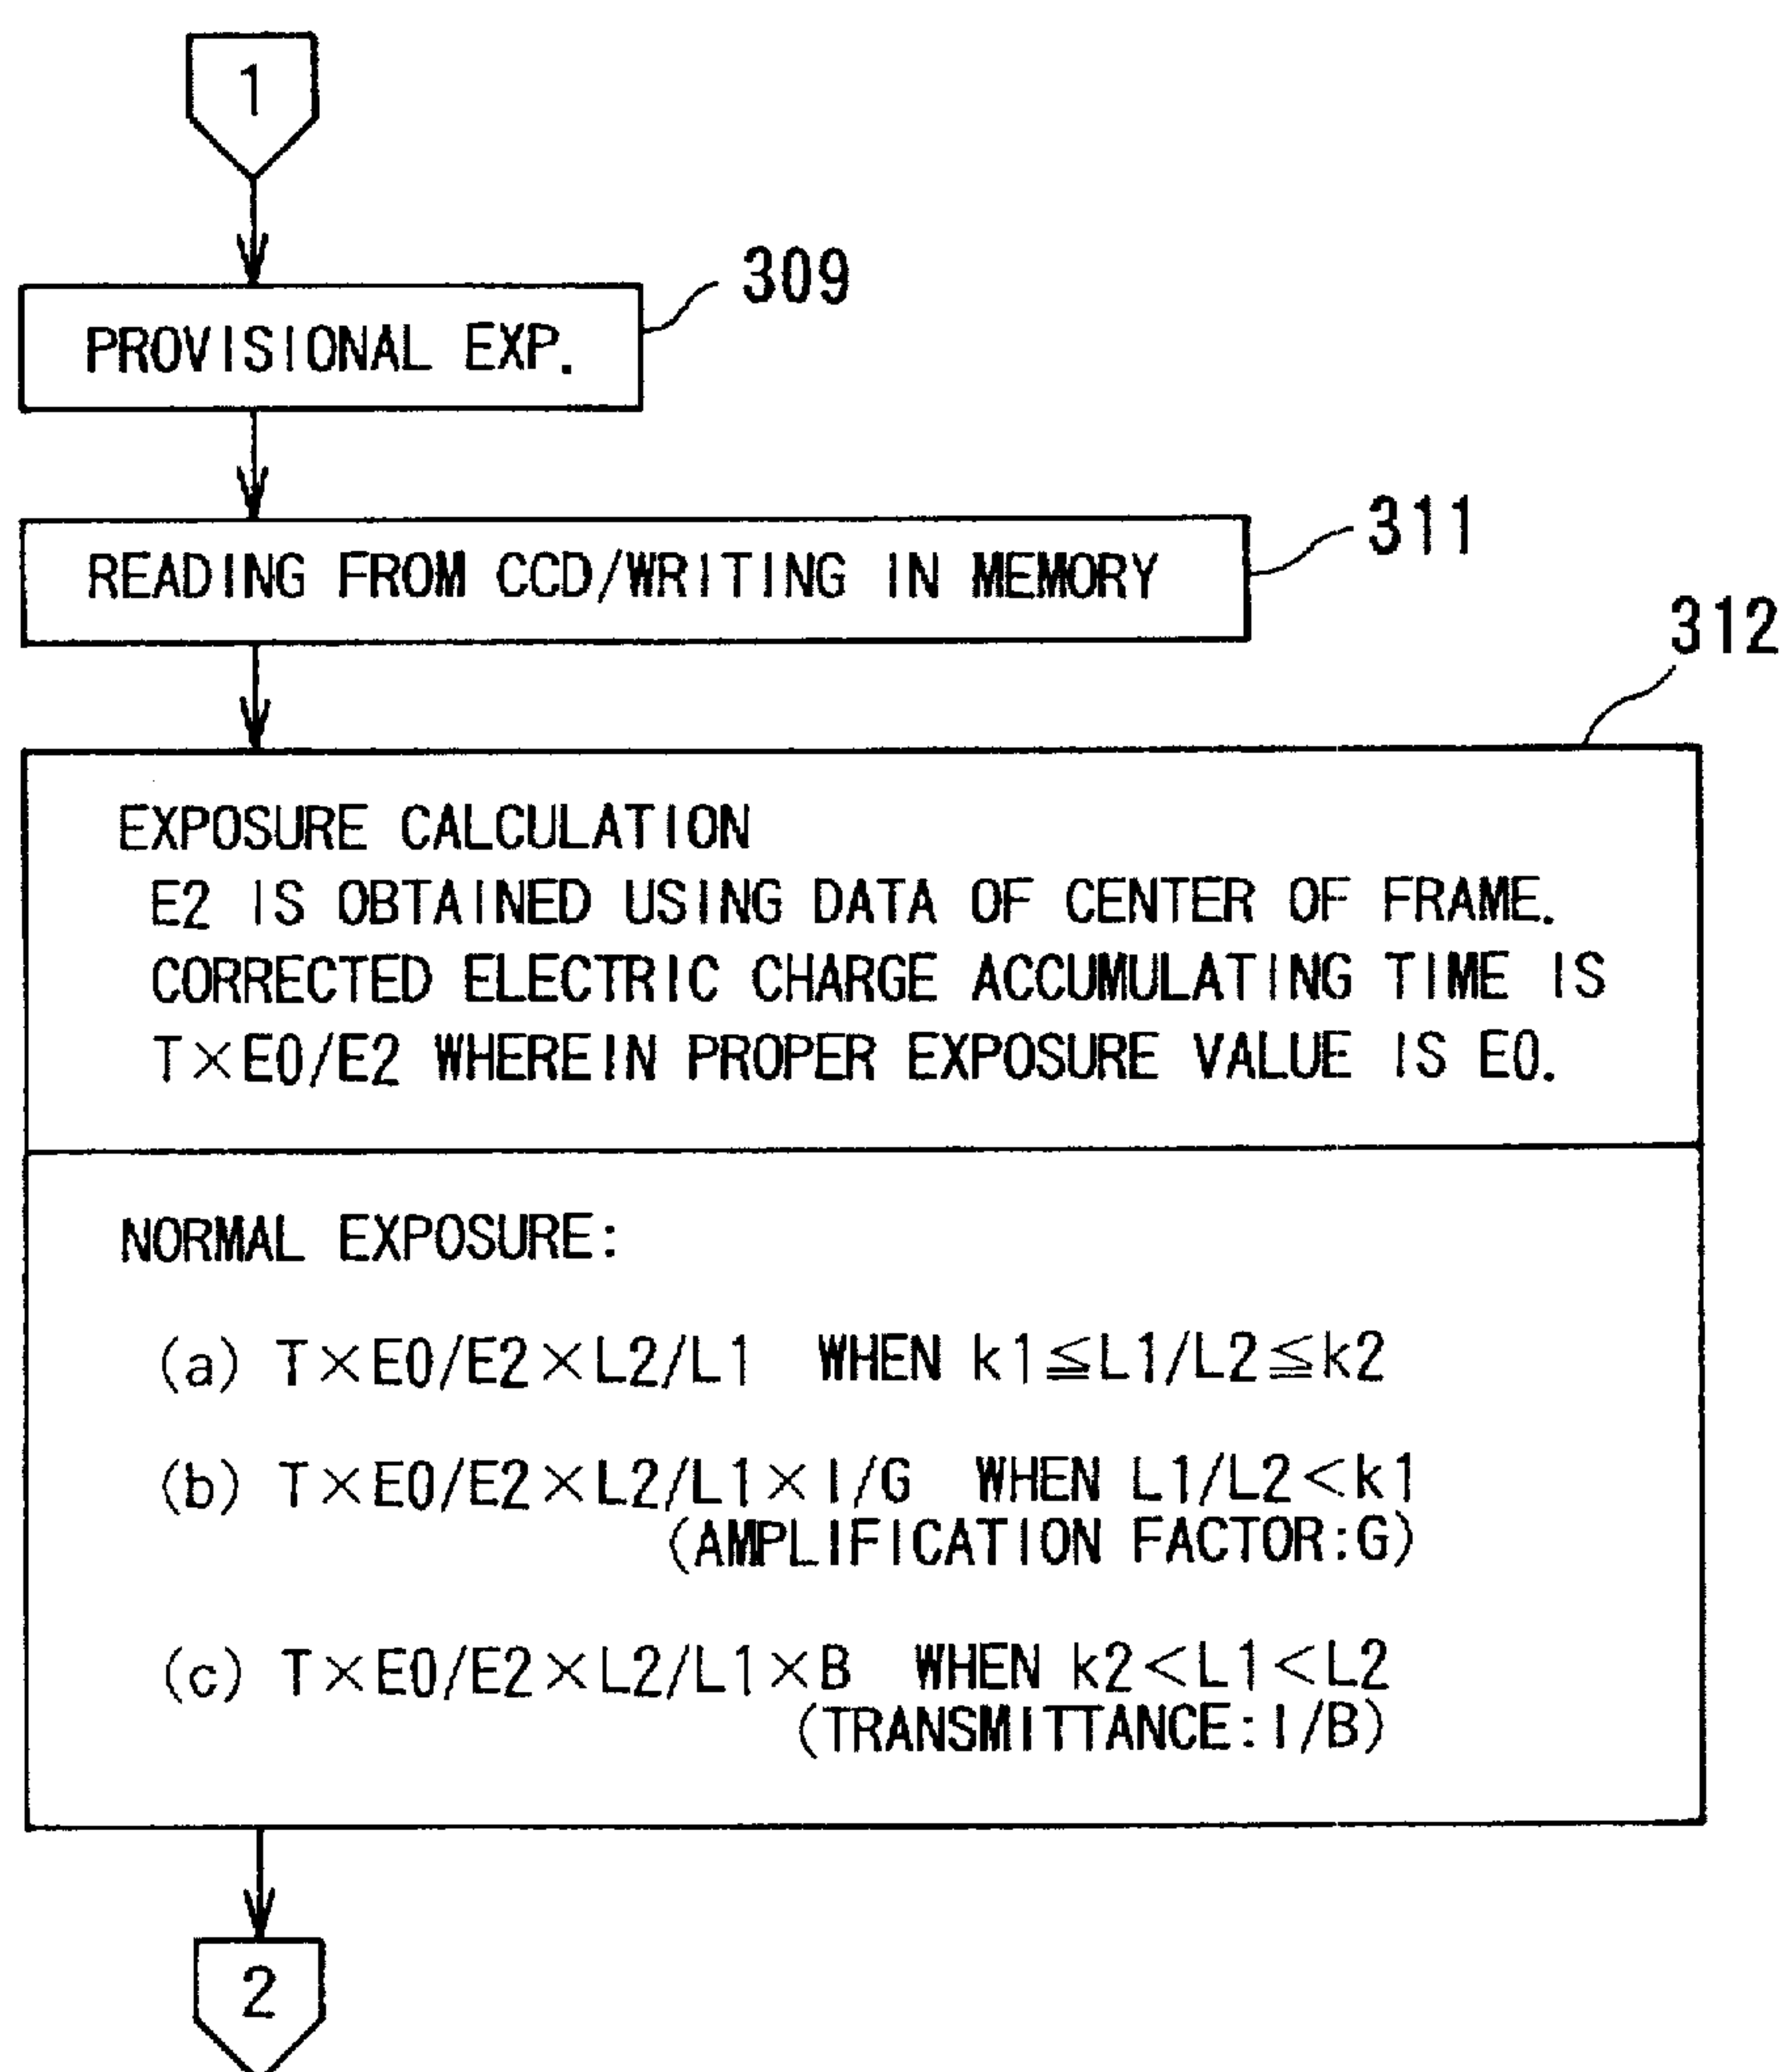 1
309
PROVISIONAL EXP.
311
READING FROM CCD/WRITING IN MEMORY
312
EXPOSURE CALCULATION
E2 IS OBTAINED USING DATA OF CENTER OF FRAME.
CORRECTED ELECTRIC CHARGE ACCUMULATING TIME IS
T×E0/E2 WHEREIN PROPER EXPOSURE VALUE IS E0.
NORMAL EXPOSURE:
(a) T×E0/E2×L2/L1 WHEN k1≦L1/L2≦k2
(b) T×E0/E2×L2/L1×I/G WHEN L1/L2<k1
(AMPLIFICATION FACTOR:G)
(c) T×E0/E2×L2/L1×B WHEN k2<L1<L2
(TRANSMITTANCE:I/B)
2